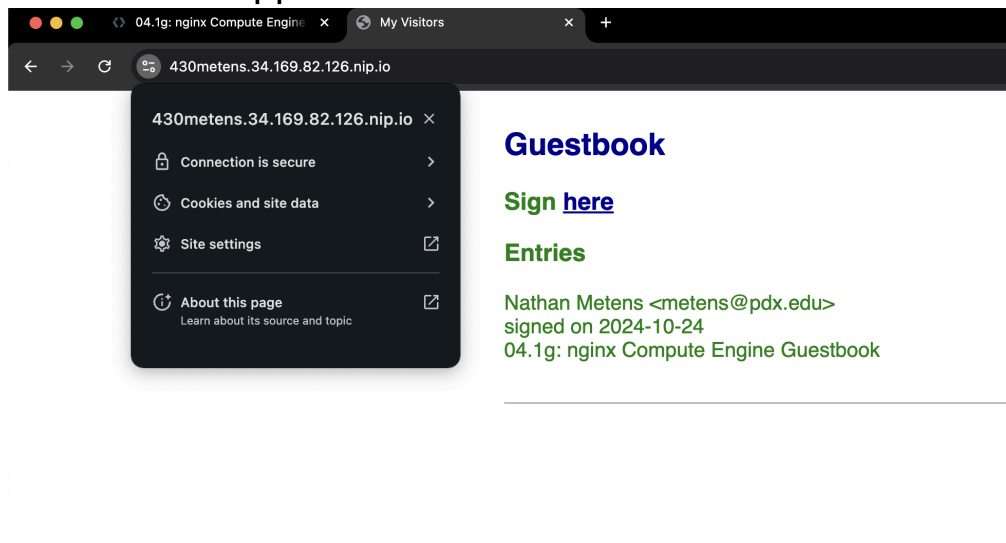 04.1g: nginx Compute Engine
My Visitors
430metens.34.169.82.126.nip.io
430metens.34.169.82.126.nip.io
Connection is secure
Cookies and site data
Site settings
About this page
Learn about its source and topic
Guestbook
Sign here
Entries
Nathan Metens <metens@pdx.edu>
signed on 2024-10-24
04.1g: nginx Compute Engine Guestbook